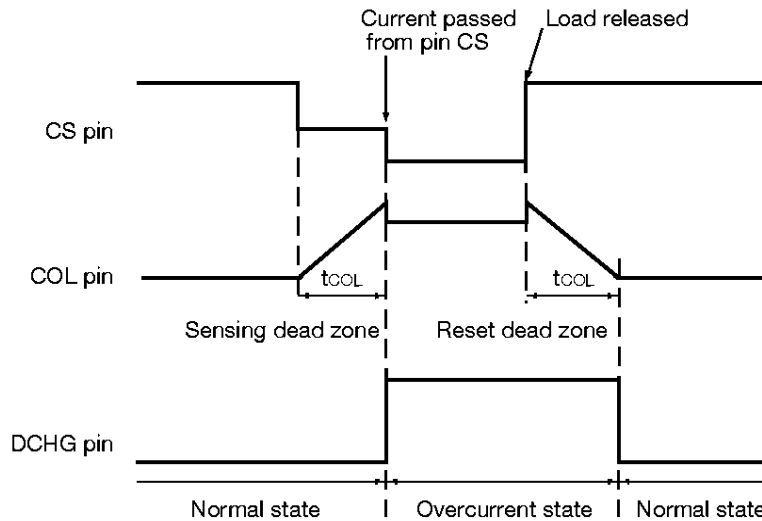 Current passed
from pin CS
Load released
CS pin
COL pin
tCOL
tCOL
Sensing dead zone
Reset dead zone
DCHG pin
Normal state
Overcurrent state
Normal state